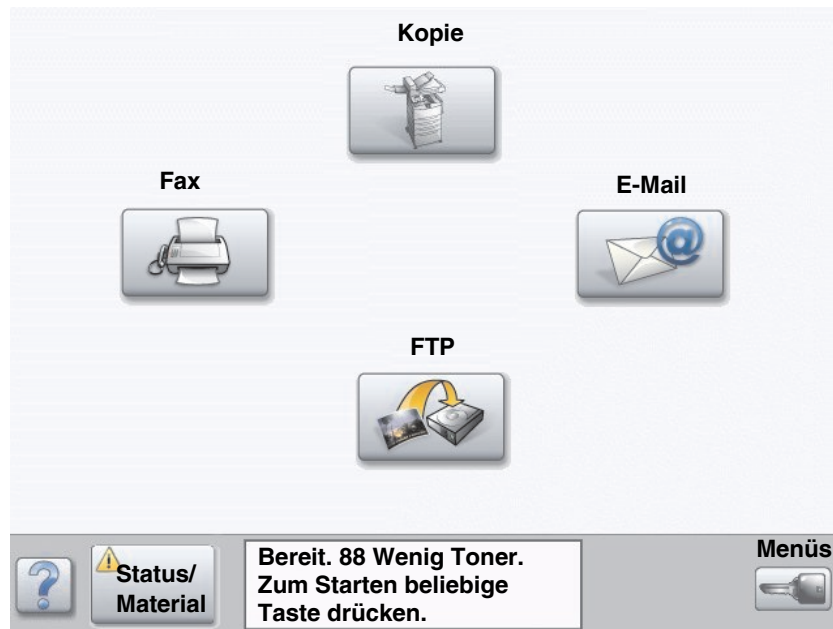 Kopie
Fax
E-Mail
FTP
Status/
Material
Bereit. 88 Wenig Toner.
Zum Starten beliebige
Taste drücken.
Menüs